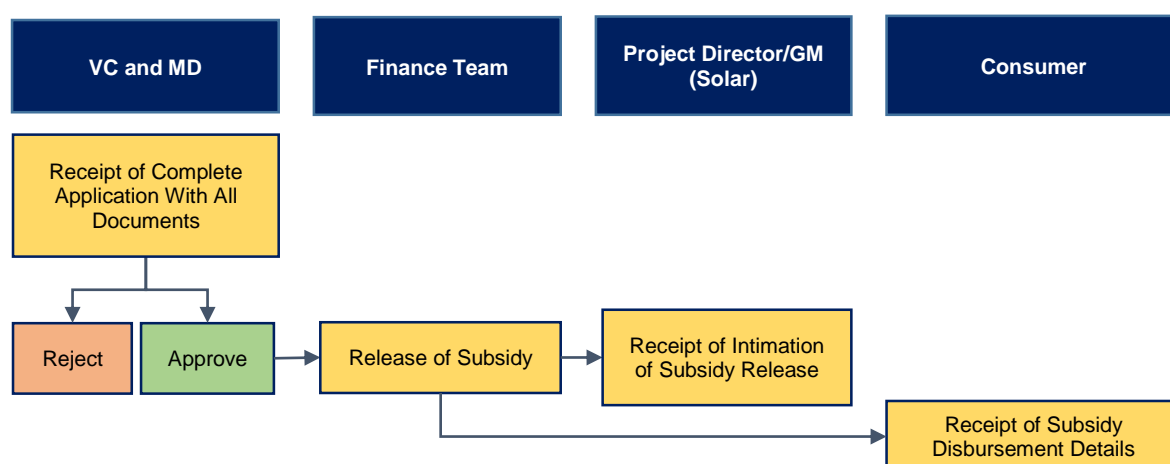 VC and MD
Finance Team
Project Director/GM
(Solar)
Consumer
Receipt of Complete
Application With All
Documents
Reject
Approve
Release of Subsidy
Receipt of Intimation
of Subsidy Release
Receipt of Subsidy
Disbursement Details